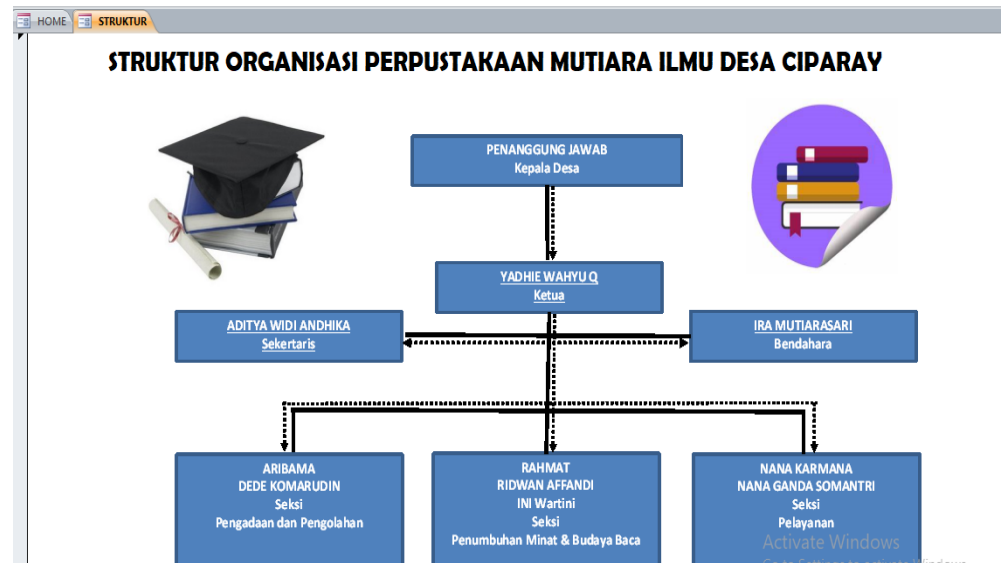 HOME STRUKTUR
STRUKTUR ORGANISASI PERPUSTAKAAN MUTIARA ILMU DESA CIPARAY
PENANGGUNG JAWAB
Kepala Desa
YADHIE WAHYU Q
Ketua
ADITYA WIDI ANDHIKA
Sekertaris
IRA MUTIARASARI
Bendahara
ARIBAMA
DEDE KOMARUDIN
Seksi
Pengadaan dan Pengolahan
RAHMAT
RIDWAN AFFANDI
INI Wartini
Seksi
Penumbuhan Minat & Budaya Baca
NANA KARMANA
NANA GANDA SOMANTRI
Seksi
Pelayanan
Activate Windows